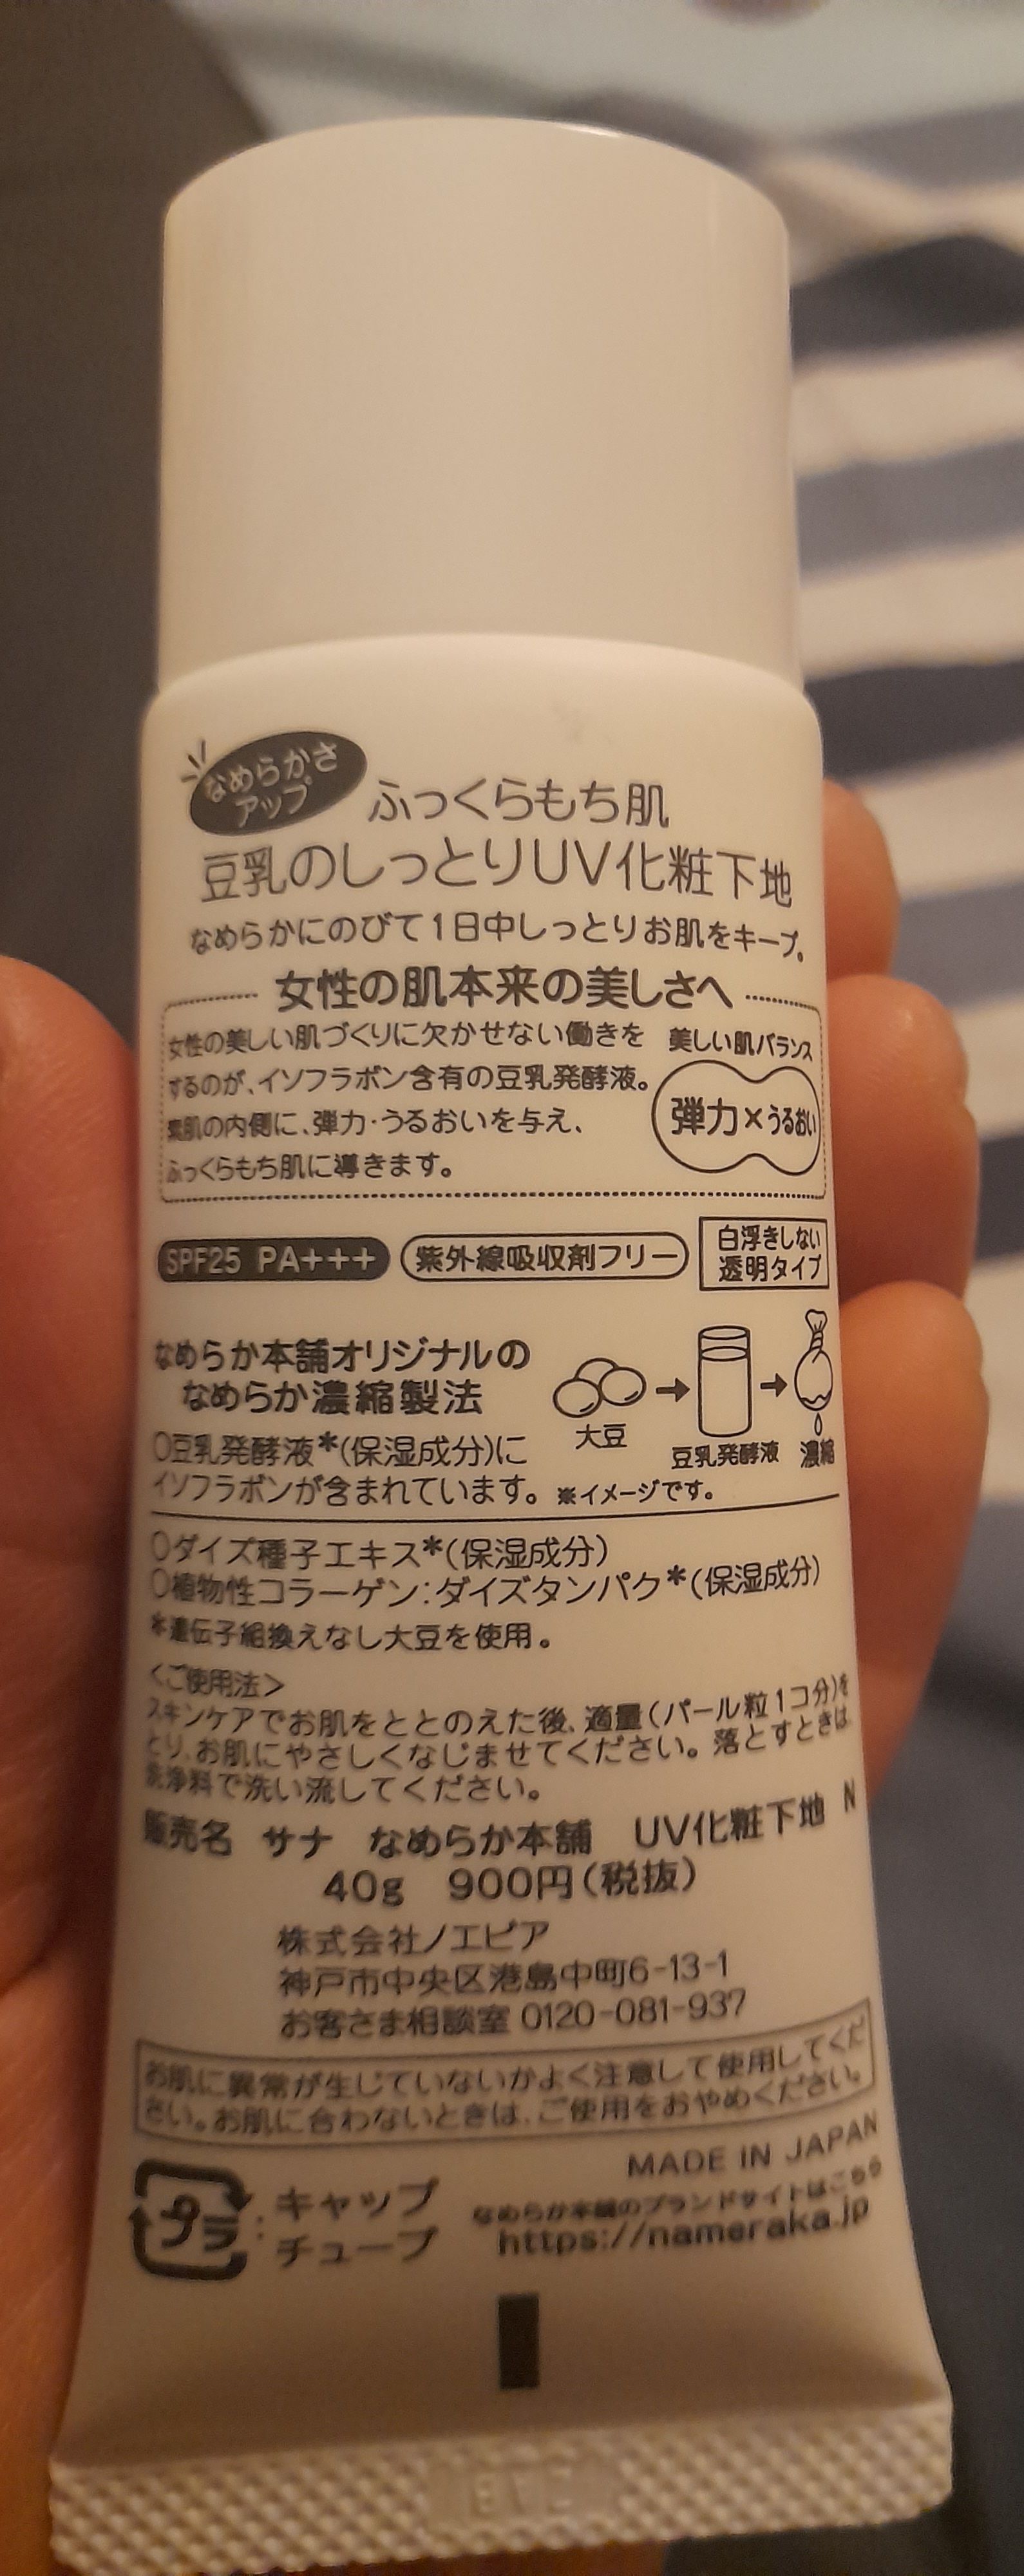 なめらかさ
アップ
ふっくらもち肌
豆乳のしっとりUV化粧下地
なめらかにのびて1日中しっとりお肌をキープ。
女性の肌本来の美しさへ
女性の美しい肌づくりに欠かせない働きを
するのが、イソフラボン含有の豆乳発酵液。
素肌の内側に、弾力・うるおいを与え、
ふっくらもち肌に導きます。
美しい肌バランス
弾力×うるおい
SPF25 PA+++
紫外線吸収剤フリー
白浮きしない
透明タイプ
なめらか本舗オリジナルの
なめらか濃縮製法
大豆
豆乳発酵液
濃縮
○豆乳発酵液*(保湿成分)に
イソフラボンが含まれています。※イメージです。
○ダイズ種子エキス*(保湿成分)
○植物性コラーゲン:ダイズタンパク*(保湿成分)
*遺伝子組換えなし大豆を使用。
<ご使用法>
スキンケアでお肌をととのえた後、適量(パール粒1コ分)を
とり、お肌にやさしくなじませてください。落とすときは
洗浄料で洗い流してください。
販売名 サナ なめらか本舗 UV化粧下地 N
40g 900円(税抜)
株式会社ノエビア
神戸市中央区港島中町6-13-1
お客さま相談室 0120-081-937
お肌に異常が生じていないかよく注意して使用してくだ
さい。お肌に合わないときは、ご使用をおやめください。
MADE IN JAPAN
プラ
: キャップ
チューブ
なめらか本舗のブランドサイトはこちら
https://nameraka.jp